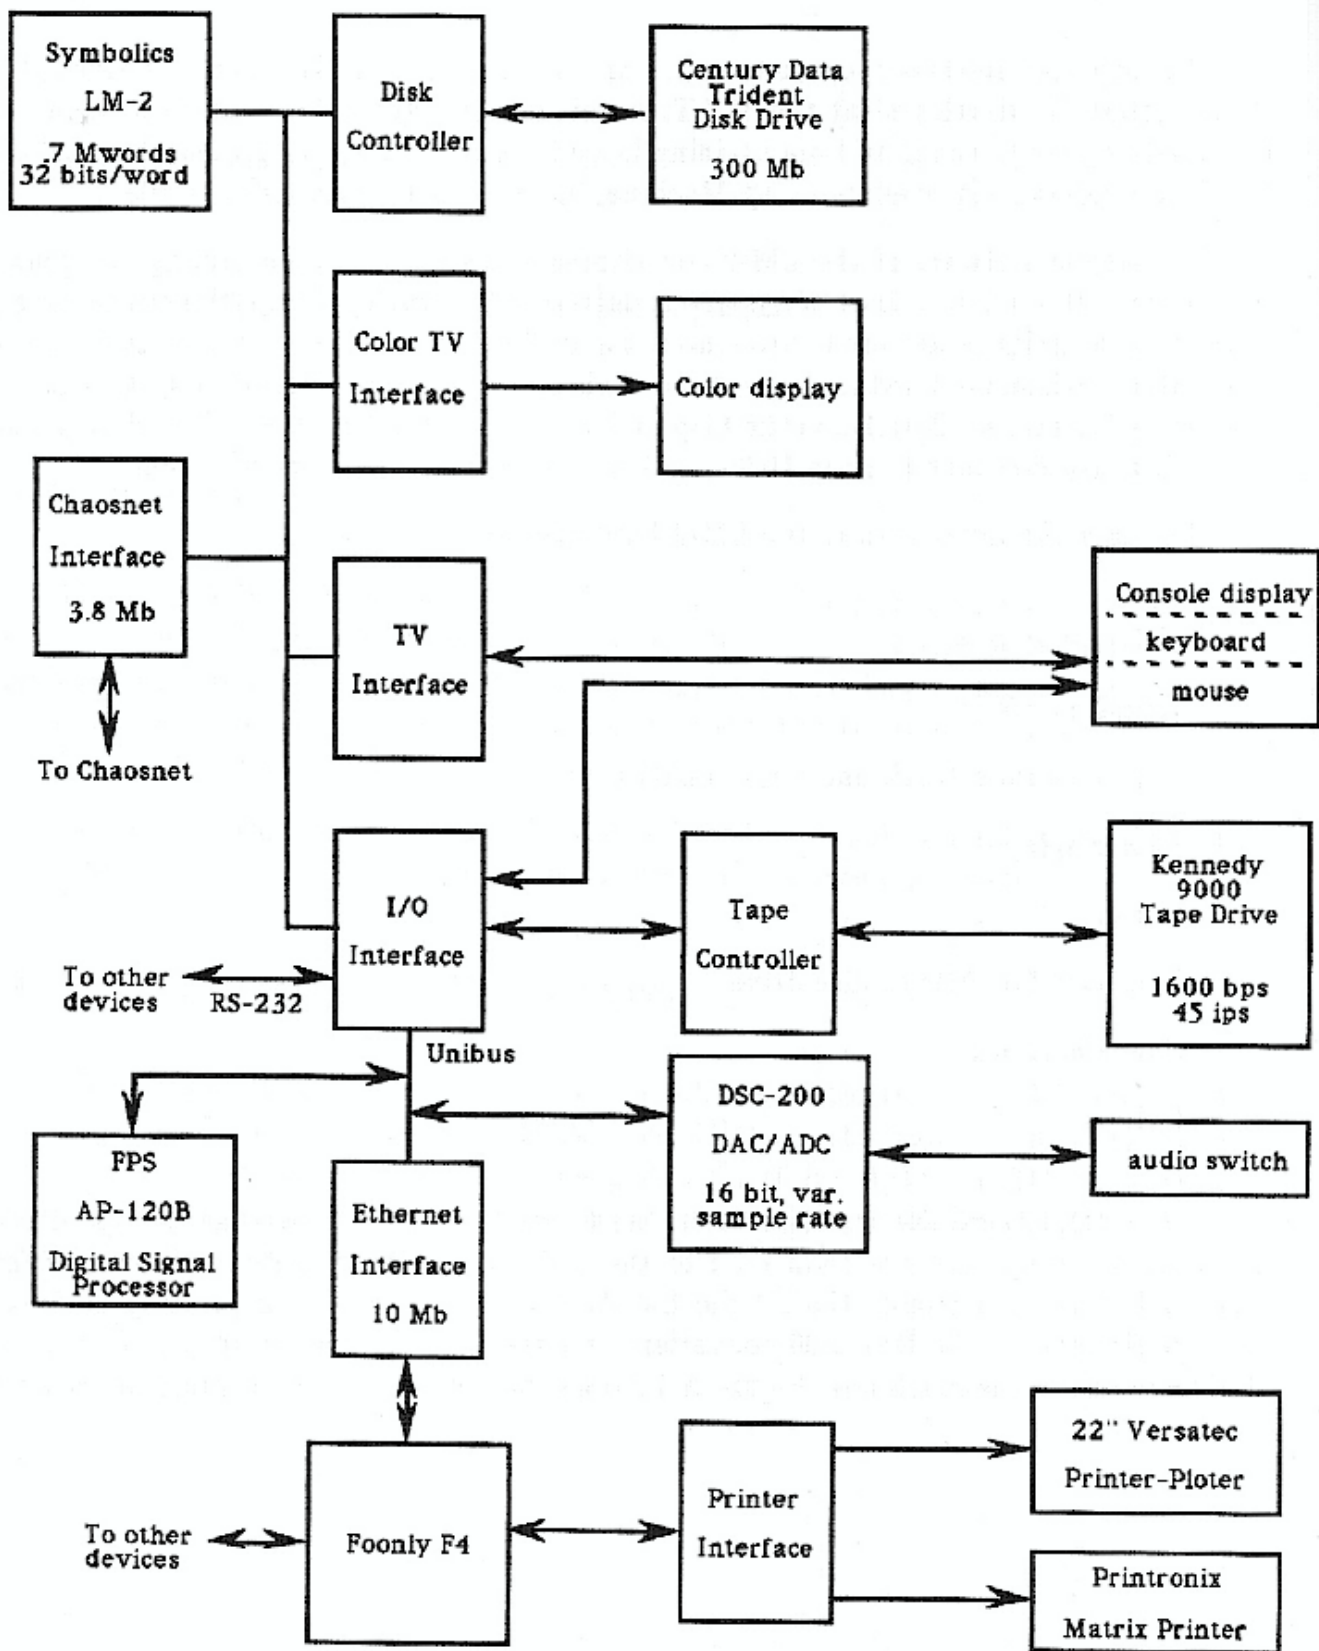 Symbolics
LM-2
.7 Mwords
32 bits/word
Disk
Controller
Century Data
Trident
Disk Drive
300 Mb
Color TV
Interface
Color display
Chaosnet
Interface
3.8 Mb
To Chaosnet
TV
Interface
Console display
keyboard
mouse
I/O
Interface
Tape
Controller
Kennedy
9000
Tape Drive
1600 bps
45 ips
To other
devices
RS-232
Unibus
FPS
AP-120B
Digital Signal
Processor
Ethernet
Interface
10 Mb
DSC-200
DAC/ADC
16 bit, var.
sample rate
audio switch
To other
devices
Foonly F4
Printer
Interface
22" Versatec
Printer-Ploter
Printronix
Matrix Printer